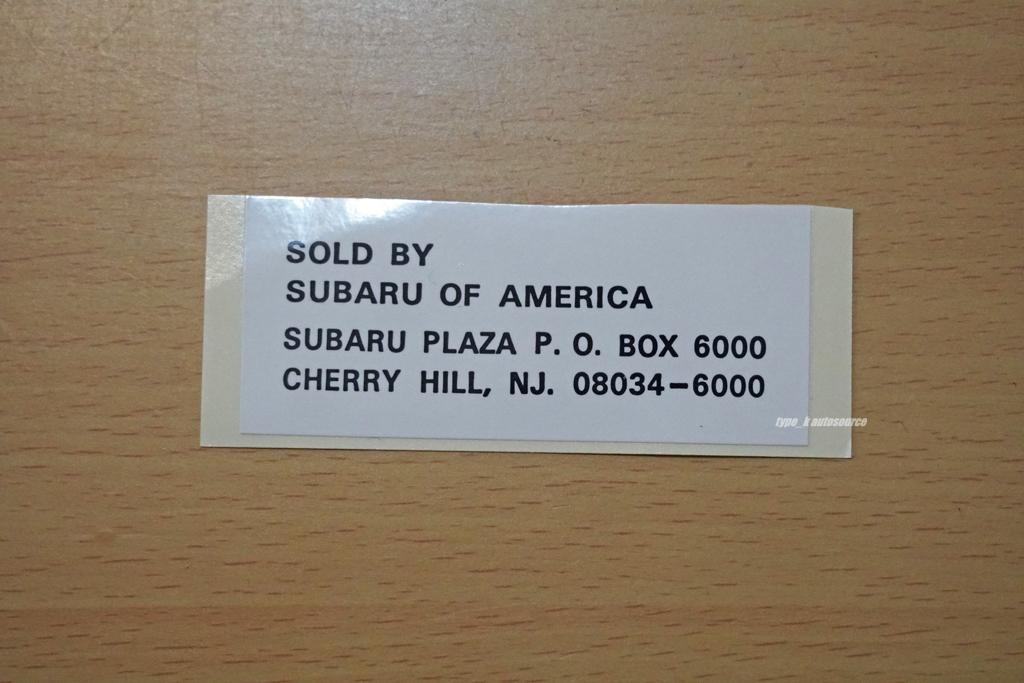 SOLD BY
SUBARU OF AMERICA
SUBARU PLAZA P. O. BOX 6000
CHERRY HILL, NJ. 08034-6000
type_k autosource